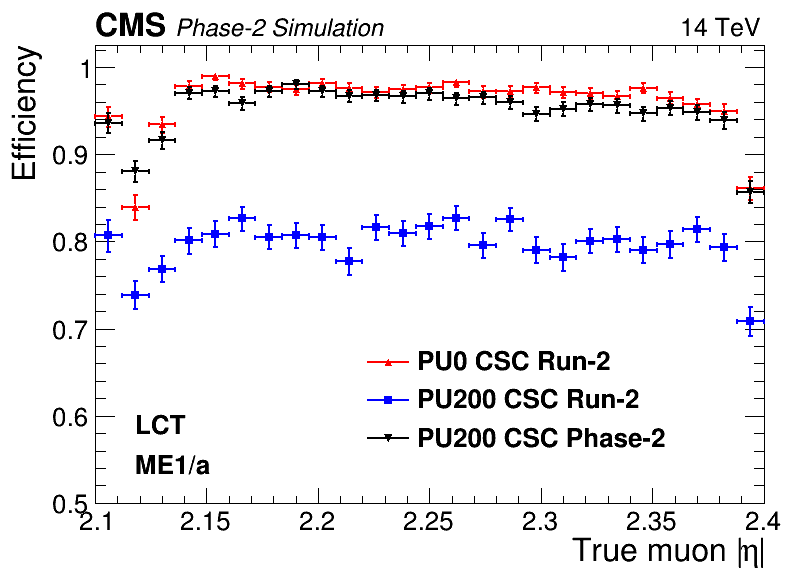 CMS Phase-2 Simulation 14 TeV
Efficiency
1
0.9
0.8
0.7
0.6
0.5
PU0 CSC Run-2
PU200 CSC Run-2
PU200 CSC Phase-2
LCT
ME1/a
2.1 2.15 2.2 2.25 2.3 2.35 2.4
True muon |η|